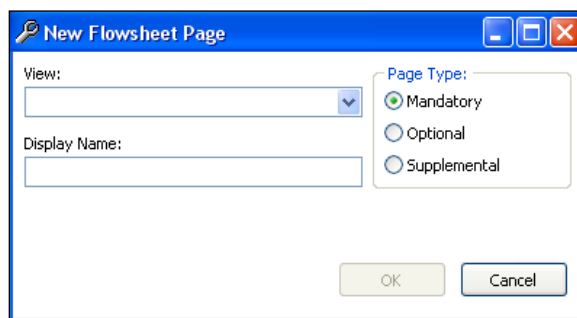 New Flowsheet Page
View:
Display Name:
Page Type:
Mandatory
Optional
Supplemental
OK
Cancel